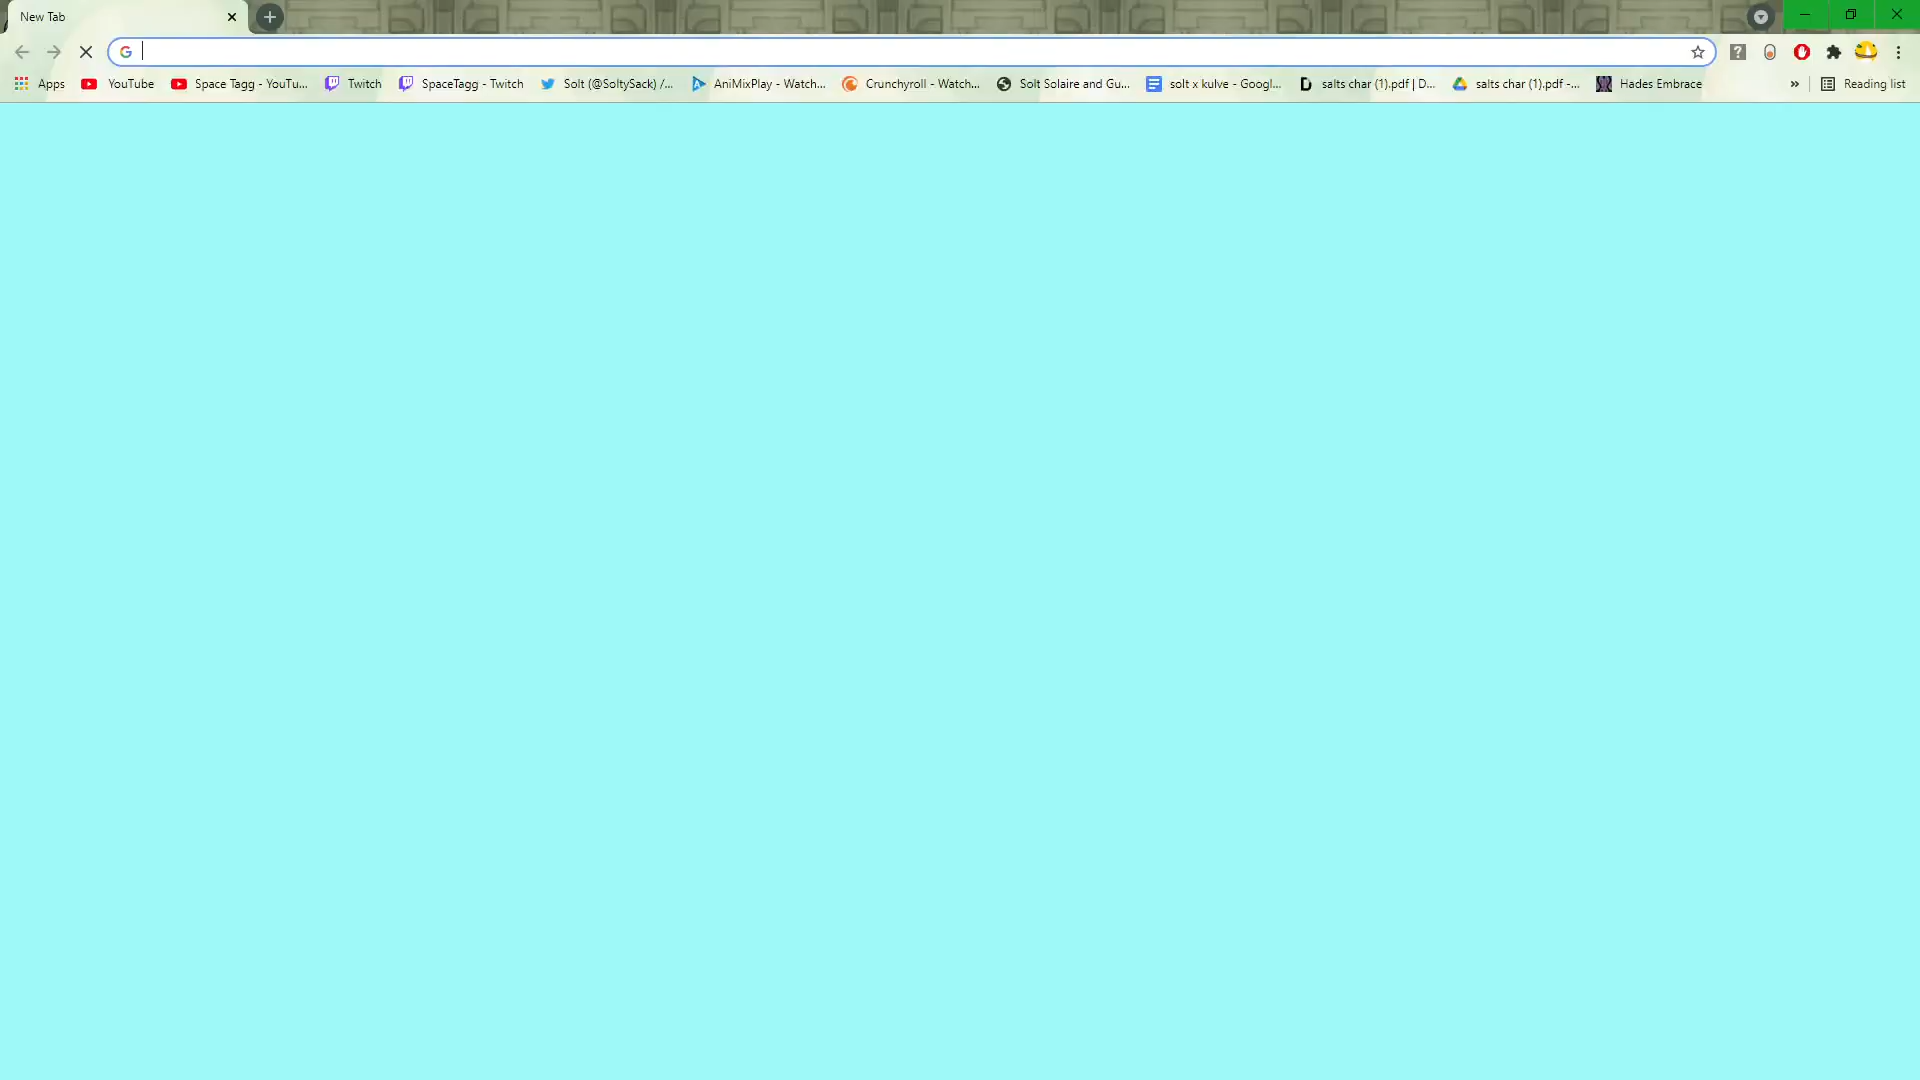 New Tab
Apps YouTube Space Tagg - YouTu... Twitch SpaceTagg - Twitch Solt (@SoltySack) /... AniMixPlay - Watch... Crunchyroll - Watch... Solt Solaire and Gu... solt x kulve - Googl... salts char (1).pdf | D... salts char (1).pdf -... Hades Embrace » Reading list